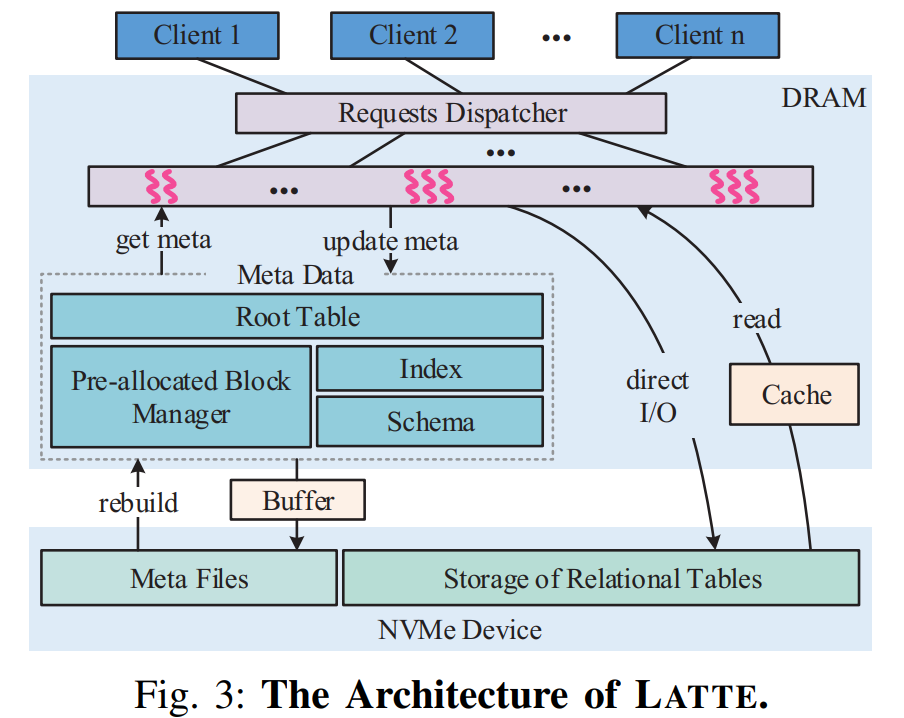 Client 1
Client 2
...
Client n
DRAM
Requests Dispatcher
...
...
...
get meta
update meta
Meta Data
Root Table
Pre-allocated Block
Manager
Index
Schema
read
direct
I/O
Cache
rebuild
Buffer
Meta Files
Storage of Relational Tables
NVMe Device
Fig. 3: The Architecture of LATTE.